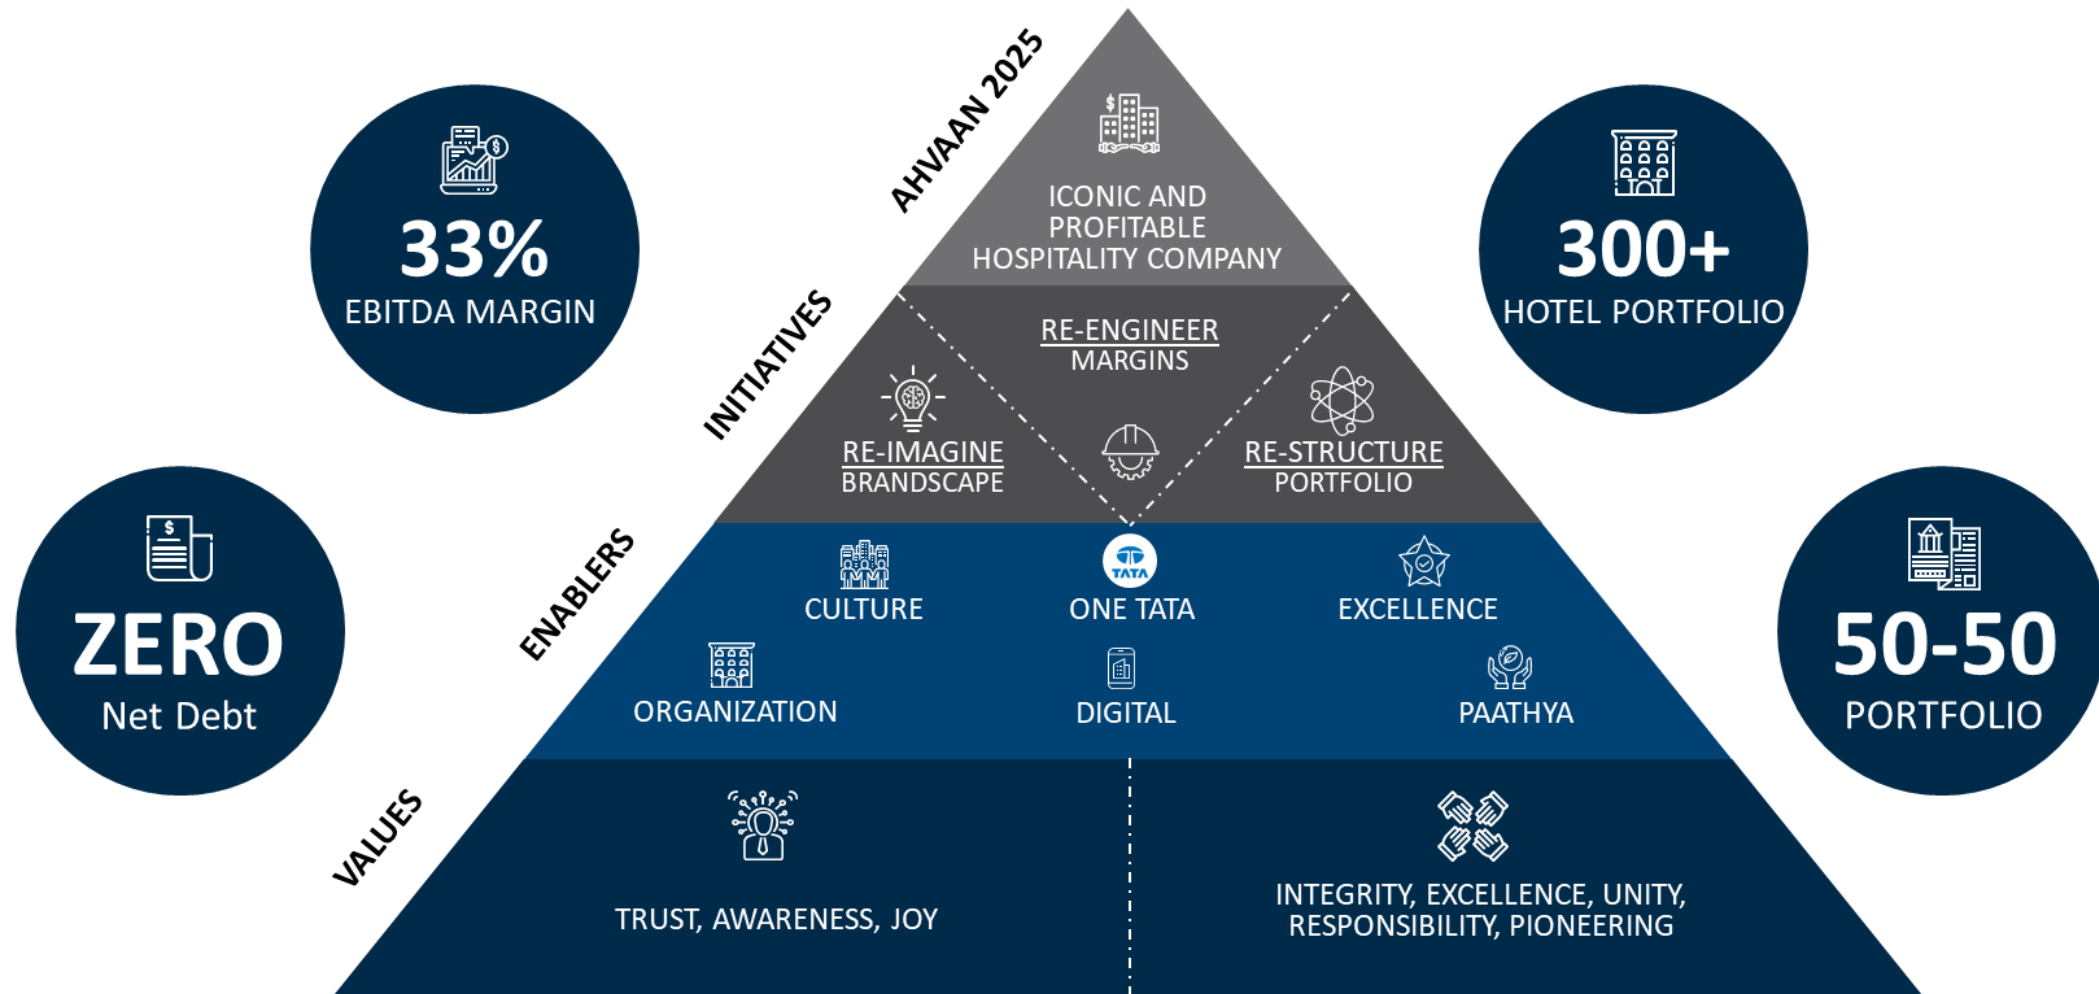 AHVAAN 2025
ICONIC AND
PROFITABLE
HOSPITALITY COMPANY
33%
EBITDA MARGIN
300+
HOTEL PORTFOLIO
INITIATIVES
RE-ENGINEER
MARGINS
RE-IMAGINE
BRANDSCAPE
RE-STRUCTURE
PORTFOLIO
ZERO
Net Debt
50-50
PORTFOLIO
ENABLERS
CULTURE
TATA
ONE TATA
EXCELLENCE
ORGANIZATION
DIGITAL
PAATHYA
VALUES
TRUST, AWARENESS, JOY
INTEGRITY, EXCELLENCE, UNITY,
RESPONSIBILITY, PIONEERING